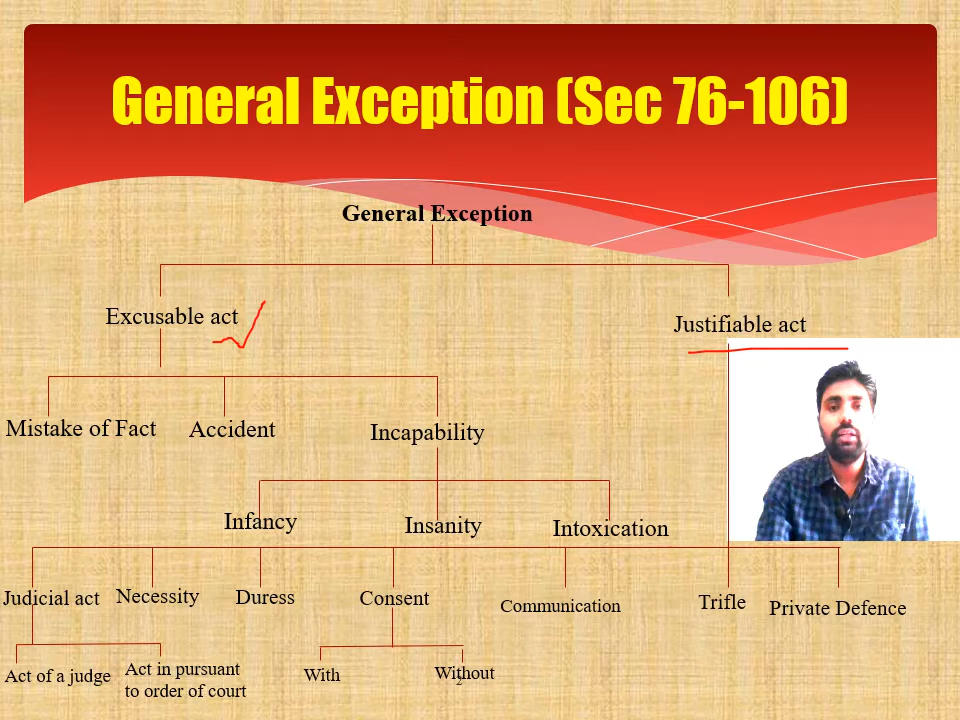 General Exception (Sec 76-106)
General Exception
Excusable act
Justifiable act
Mistake of Fact
Accident
Incapability
Infancy
Insanity
Intoxication
Judicial act
Necessity
Duress
Consent
Communication
Trifle
Private Defence
Act of a judge
Act in pursuant
to order of court
With
Without
2